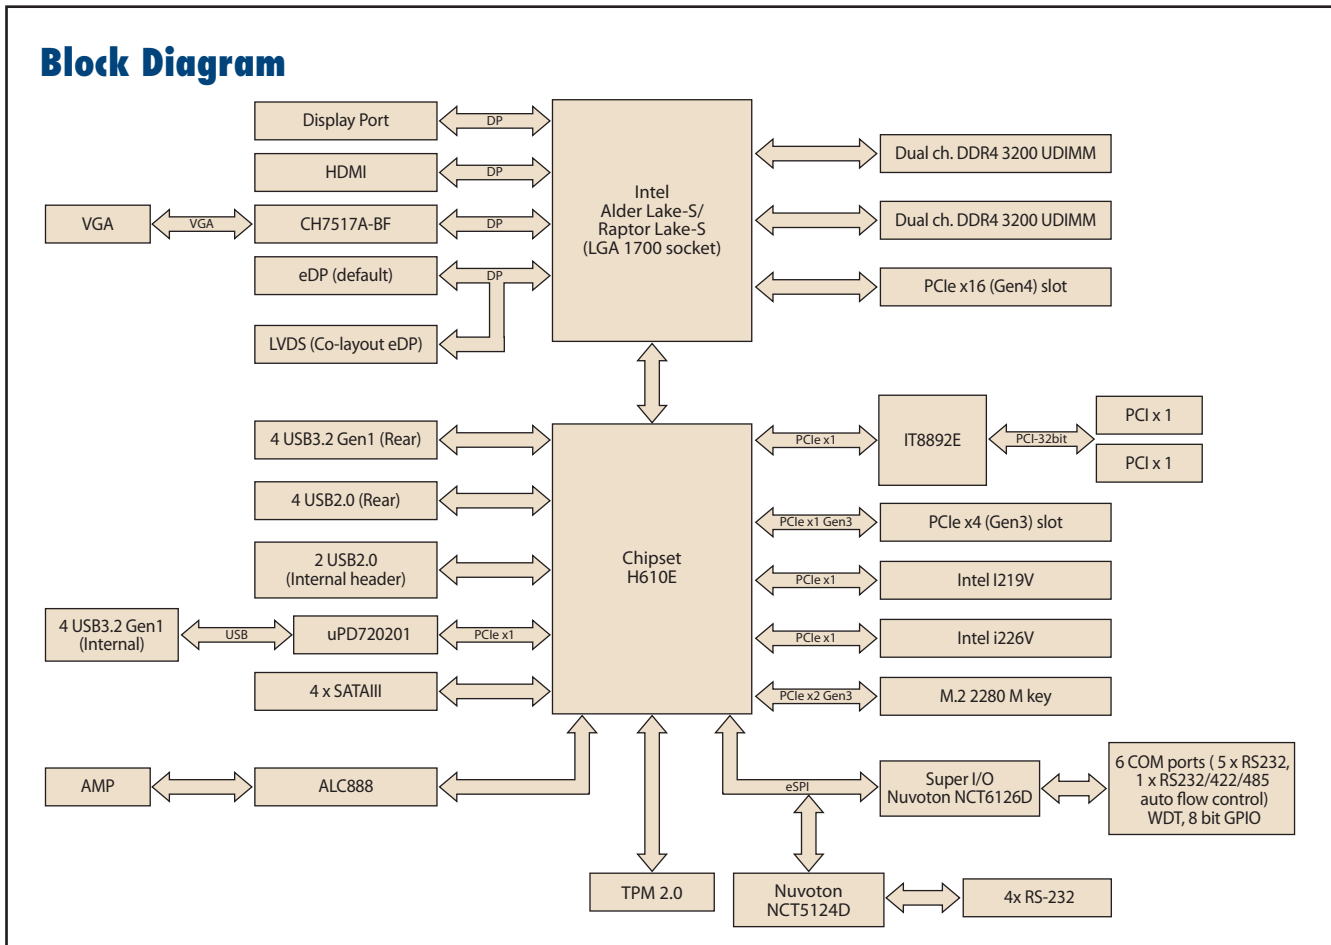 Block Diagram
Display Port
DP
HDMI
DP
VGA
VGA
CH7517A-BF
DP
eDP (default)
DP
LVDS (Co-layout eDP)
Intel
Alder Lake-S/
Raptor Lake-S
(LGA 1700 socket)
Dual ch. DDR4 3200 UDIMM
Dual ch. DDR4 3200 UDIMM
PCIe x16 (Gen4) slot
4 USB3.2 Gen1 (Rear)
4 USB2.0 (Rear)
2 USB2.0
(Internal header)
4 USB3.2 Gen1
(Internal)
USB
uPD720201
PCIe x1
4 x SATAIII
AMP
ALC888
Chipset
H610E
PCIe x1
IT8892E
PCI-32bit
PCI x 1
PCI x 1
PCIe x1 Gen3
PCIe x4 (Gen3) slot
PCIe x1
Intel I219V
PCIe x1
Intel i226V
PCIe x2 Gen3
M.2 2280 M key
eSPI
Super I/O
Nuvoton NCT6126D
6 COM ports ( 5 x RS232,
1 x RS232/422/485
auto flow control)
WDT, 8 bit GPIO
TPM 2.0
Nuvoton
NCT5124D
4x RS-232